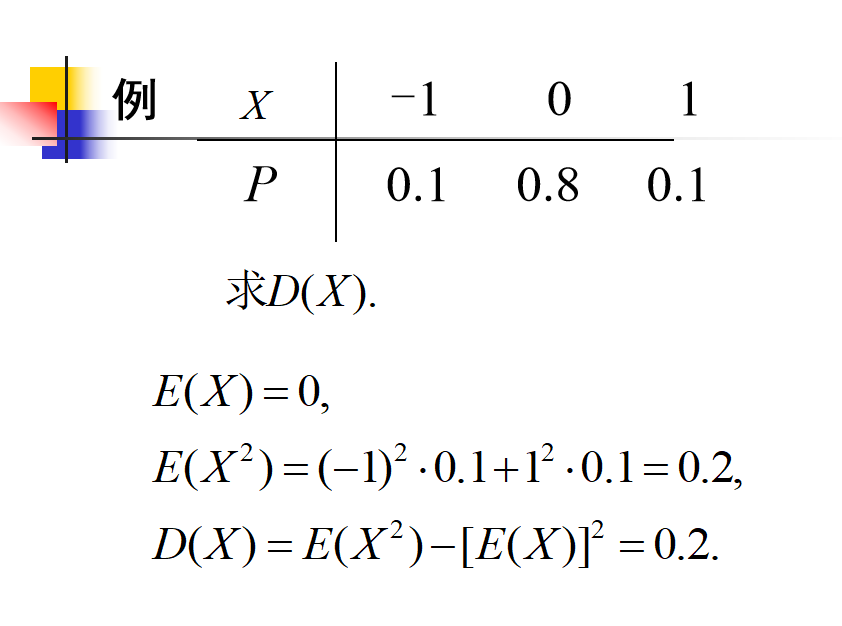 例 X -1 0 1
P 0.1 0.8 0.1
求D(X).
E(X)=0,
E(X²)=(-1)²·0.1+1²·0.1=0.2,
D(X)=E(X²)-[E(X)]²=0.2.